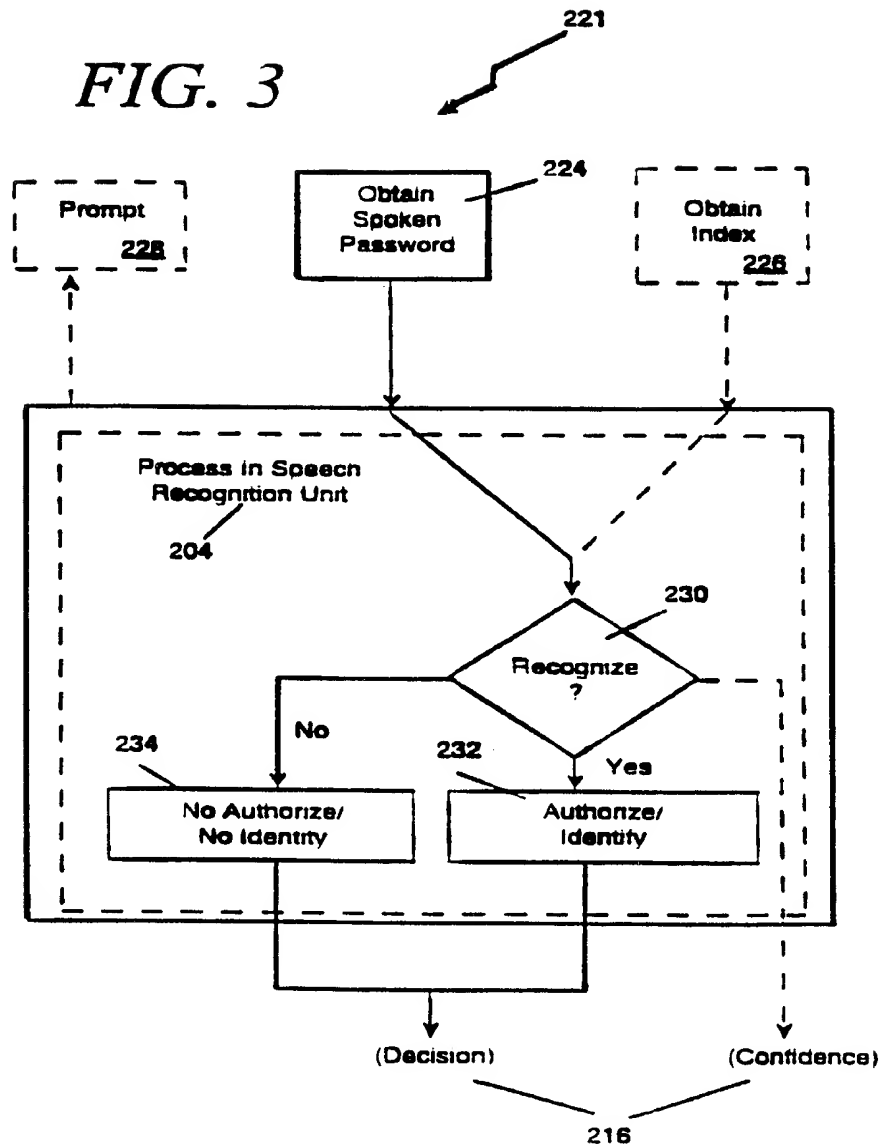 221
FIG. 3
Prompt
228
Obtain
Spoken
Password
224
Obtain
Index
226
Process in Speech
Recognition Unit
204
230
Recognize
?
No
Yes
234
232
No Authorize/
No Identity
Authorize/
Identify
(Decision)
(Confidence)
216